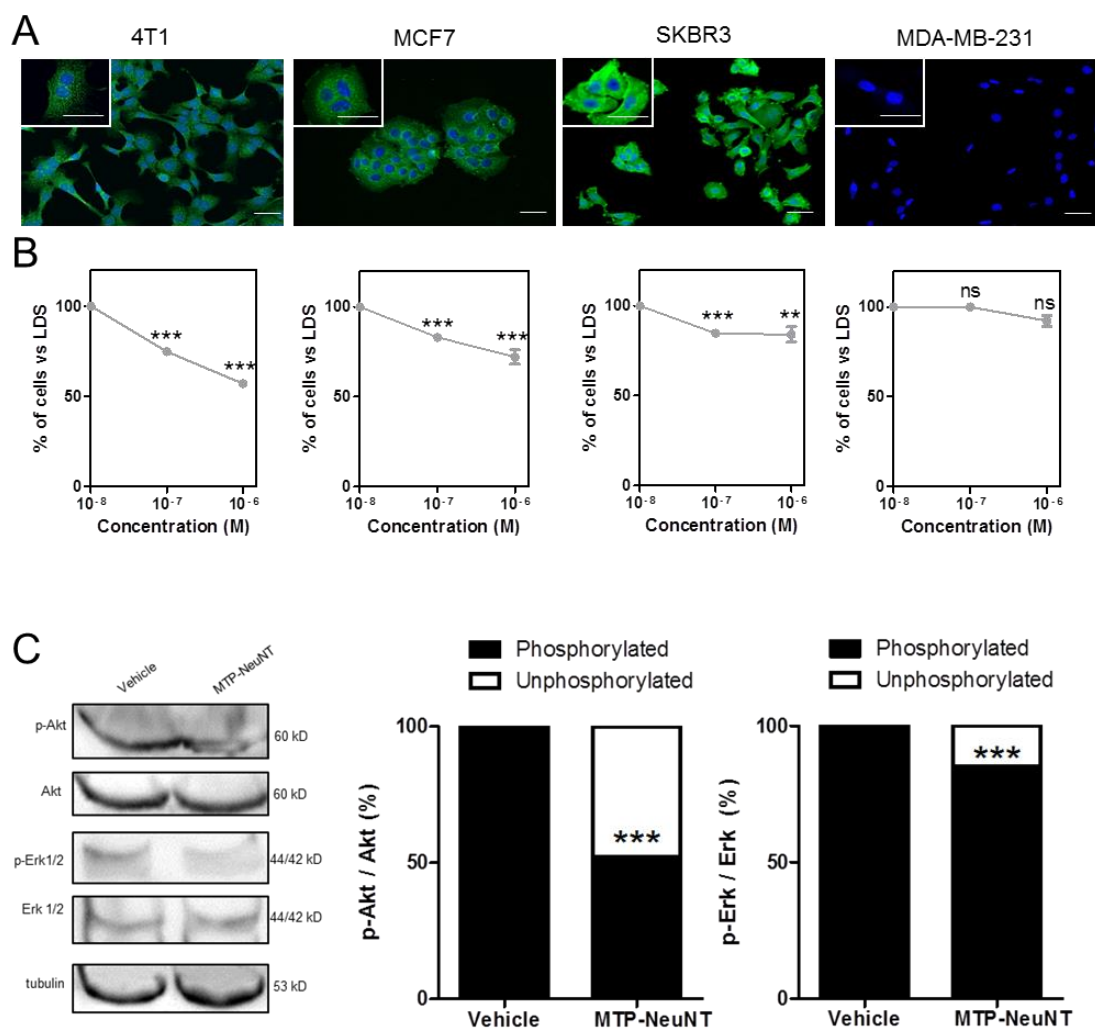 A
4T1
MCF7
SKBR3
MDA-MB-231
B
% of cells vs LDS
100
50
0
***
***
10-8
10-7
10-6
Concentration (M)
% of cells vs LDS
100
50
0
***
***
10-8
10-7
10-6
Concentration (M)
% of cells vs LDS
100
50
0
***
**
10-8
10-7
10-6
Concentration (M)
% of cells vs LDS
100
50
0
ns
ns
10-8
10-7
10-6
Concentration (M)
C
Vehicle
MTP-NeuNT
p-Akt
60 kD
Akt
60 kD
p-Erk1/2
44/42 kD
Erk 1/2
44/42 kD
tubulin
53 kD
Phosphorylated
Unphosphorylated
p-Akt / Akt (%)
100
50
0
***
Vehicle
MTP-NeuNT
Phosphorylated
Unphosphorylated
p-Erk / Erk (%)
100
50
0
***
Vehicle
MTP-NeuNT